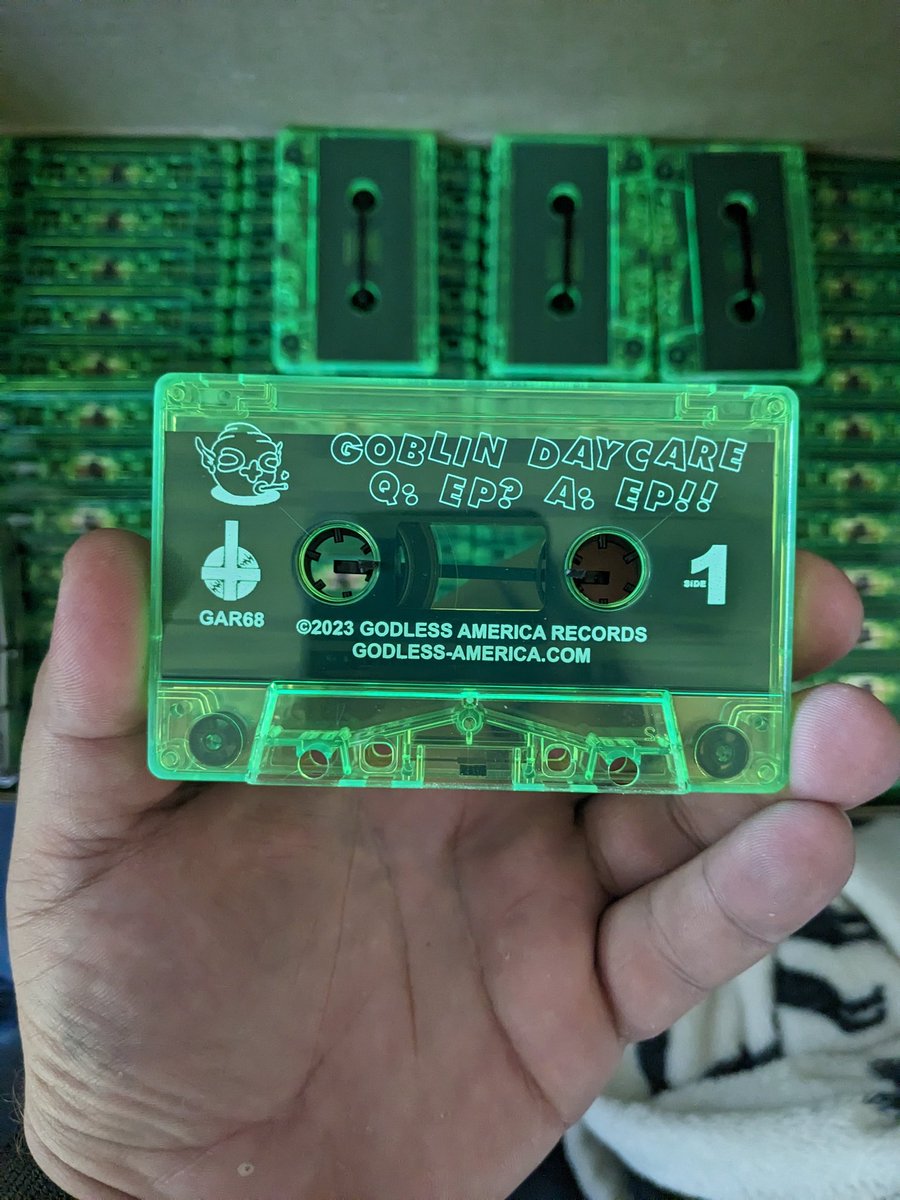 GOBLIN DAYCARE
Q: EP? A: EP!!
SIDE 1
GAR68
©2023 GODLESS AMERICA RECORDS
GODLESS-AMERICA.COM